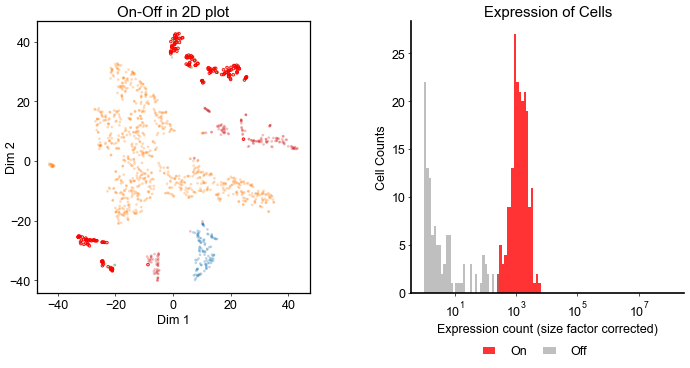 On-Off in 2D plot
Expression of Cells
Dim 2
40
20
0
−20
−40
−40
−20
0
20
40
Dim 1
Cell Counts
25
20
15
10
5
0
10^1
10^3
10^5
10^7
Expression count (size factor corrected)
On
Off